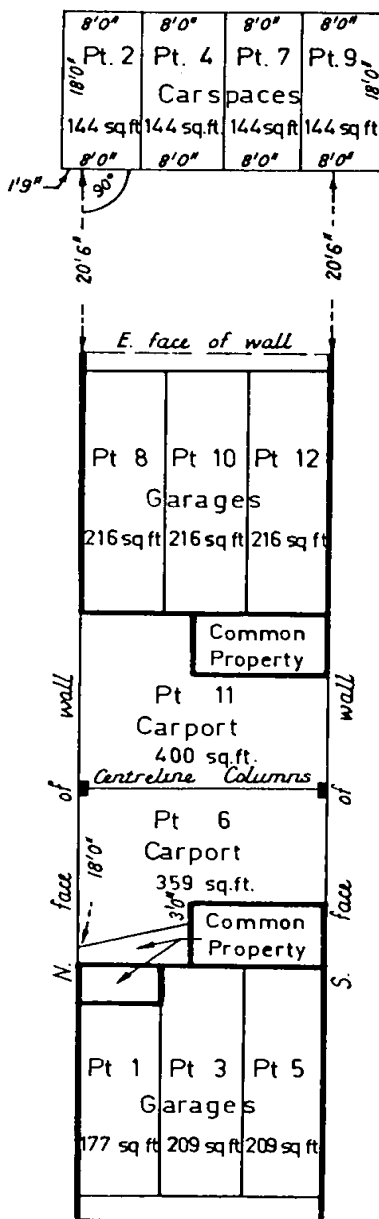 8'0" 8'0" 8'0" 8'0"
Pt. 2 Pt. 4 Pt. 7 Pt. 9
18'0" 18'0"
Car spaces
144 sq.ft 144 sq.ft. 144 sq ft 144 sq.ft
8'0" 8'0" 8'0" 8'0"
1'9"
90°
20'6" 20'6"
E. face of wall
Pt 8 Pt 10 Pt 12
Garages
216 sq ft 216 sq ft 216 sq ft
Common
Property
Pt 11
Carport
400 sq.ft.
Centreline Columns
Pt 6
Carport
359 sq.ft.
18'0"
3'0"
Common
Property
N. face of wall
S. face of wall
Pt 1 Pt 3 Pt 5
Garages
177 sq ft 209 sq ft 209 sq ft